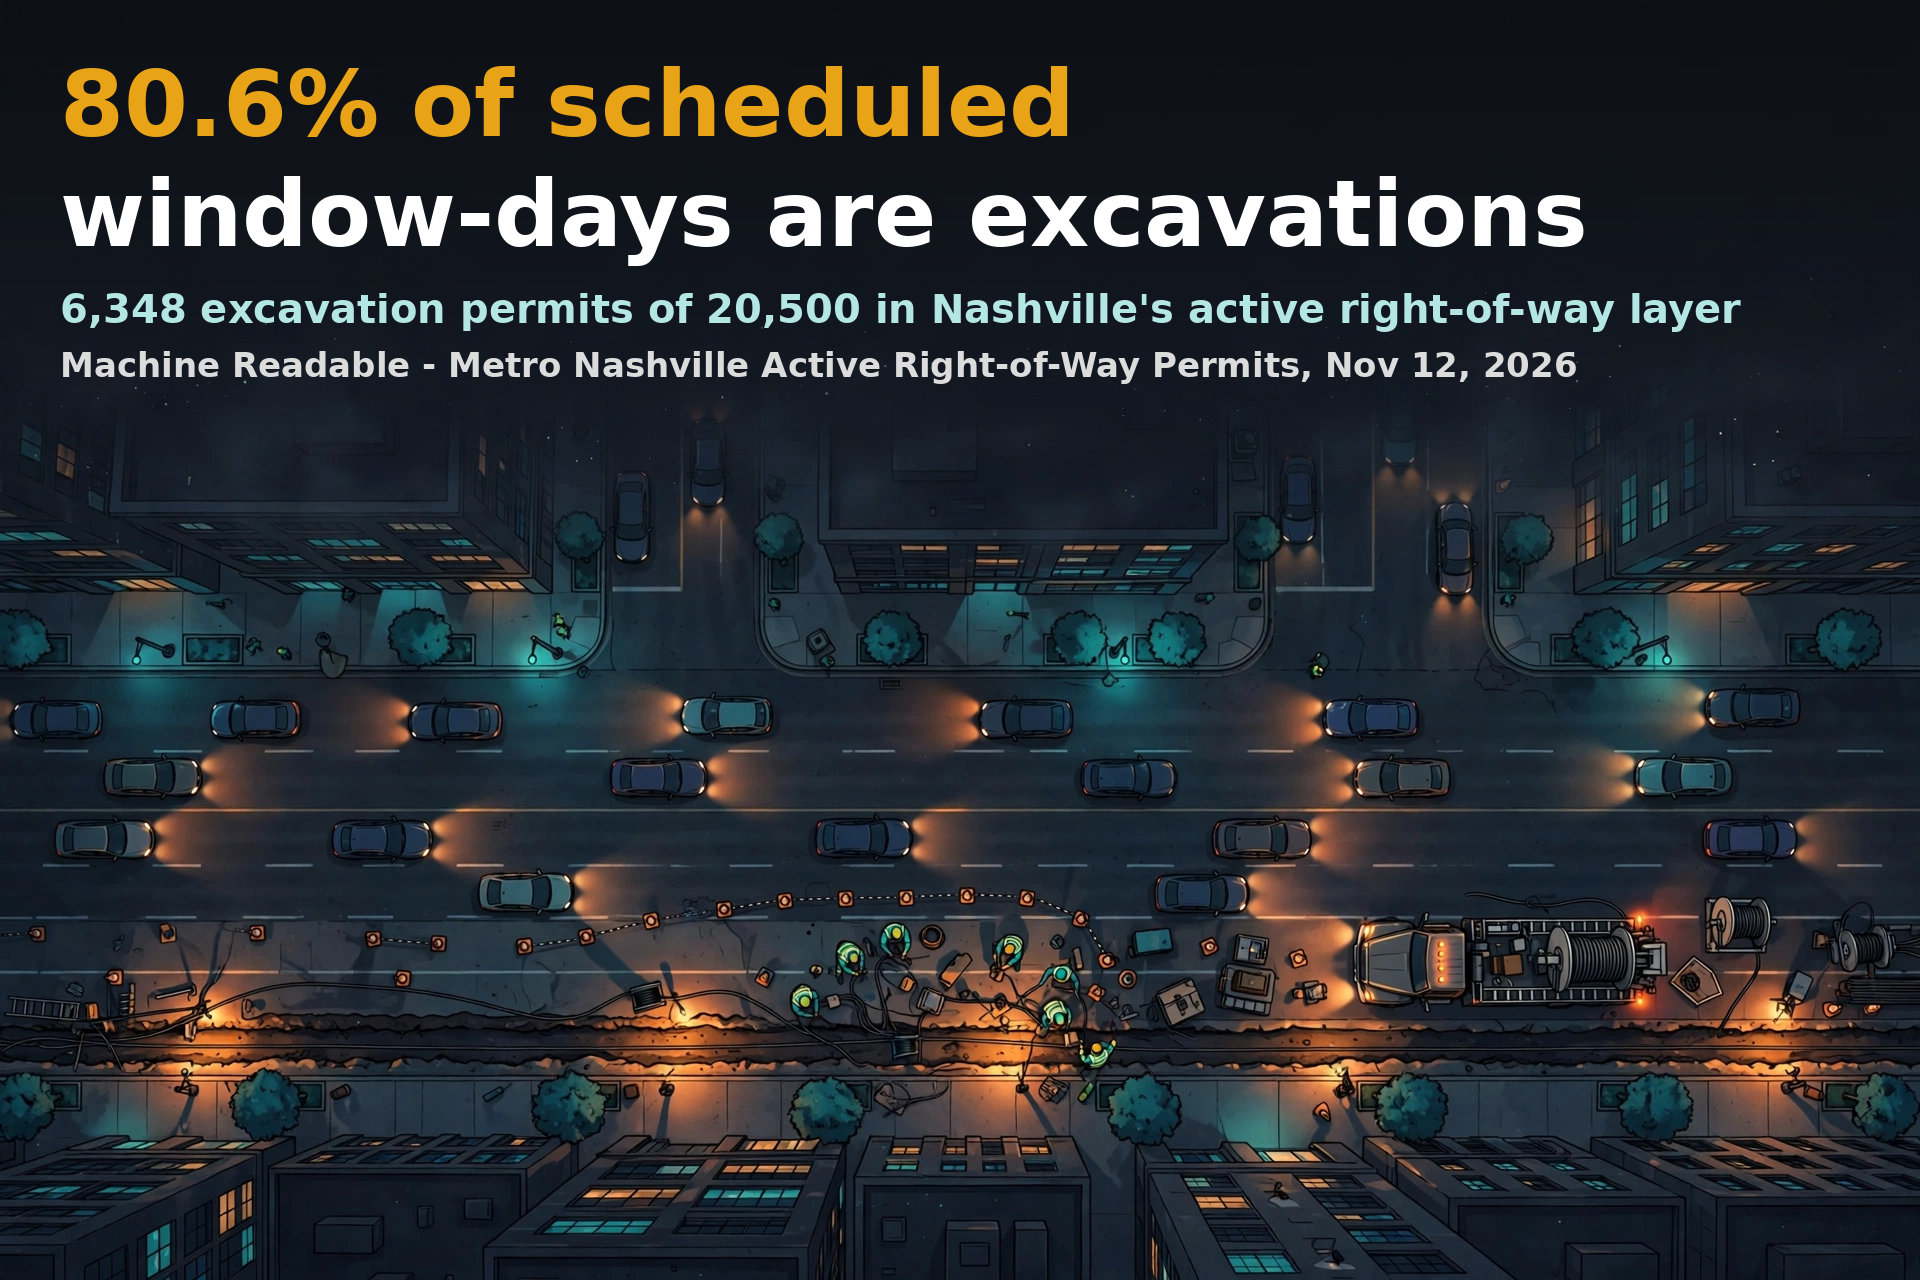 80.6% of scheduled
window-days are excavations
6,348 excavation permits of 20,500 in Nashville's active right-of-way layer
Machine Readable - Metro Nashville Active Right-of-Way Permits, Nov 12, 2026